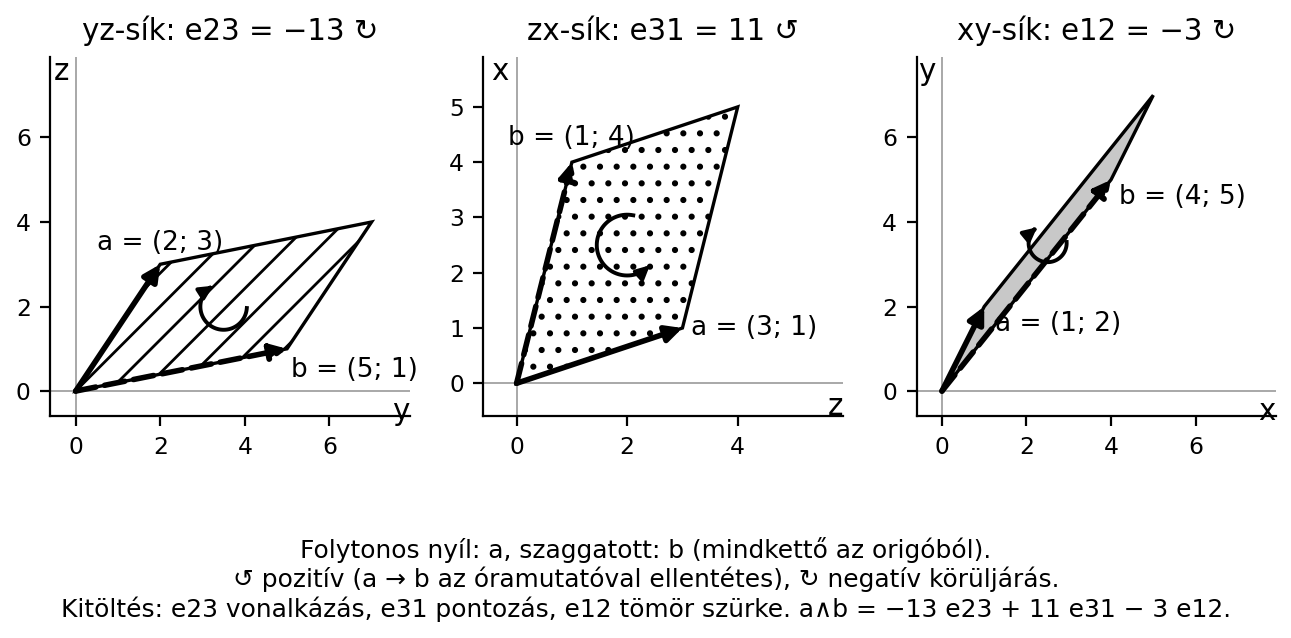 yz-sík: e23 = −13 ↻
z
6
4
2
0
a = (2; 3)
b = (5; 1)
y
0 2 4 6
zx-sík: e31 = 11 ↺
x
5
4
3
2
1
0
b = (1; 4)
a = (3; 1)
z
0 2 4
xy-sík: e12 = −3 ↻
y
6
4
2
0
b = (4; 5)
a = (1; 2)
x
0 2 4 6
Folytonos nyíl: a, szaggatott: b (mindkettő az origóból).
↺ pozitív (a → b az óramutatóval ellentétes), ↻ negatív körüljárás.
Kitöltés: e23 vonalkázás, e31 pontozás, e12 tömör szürke. a∧b = −13 e23 + 11 e31 − 3 e12.